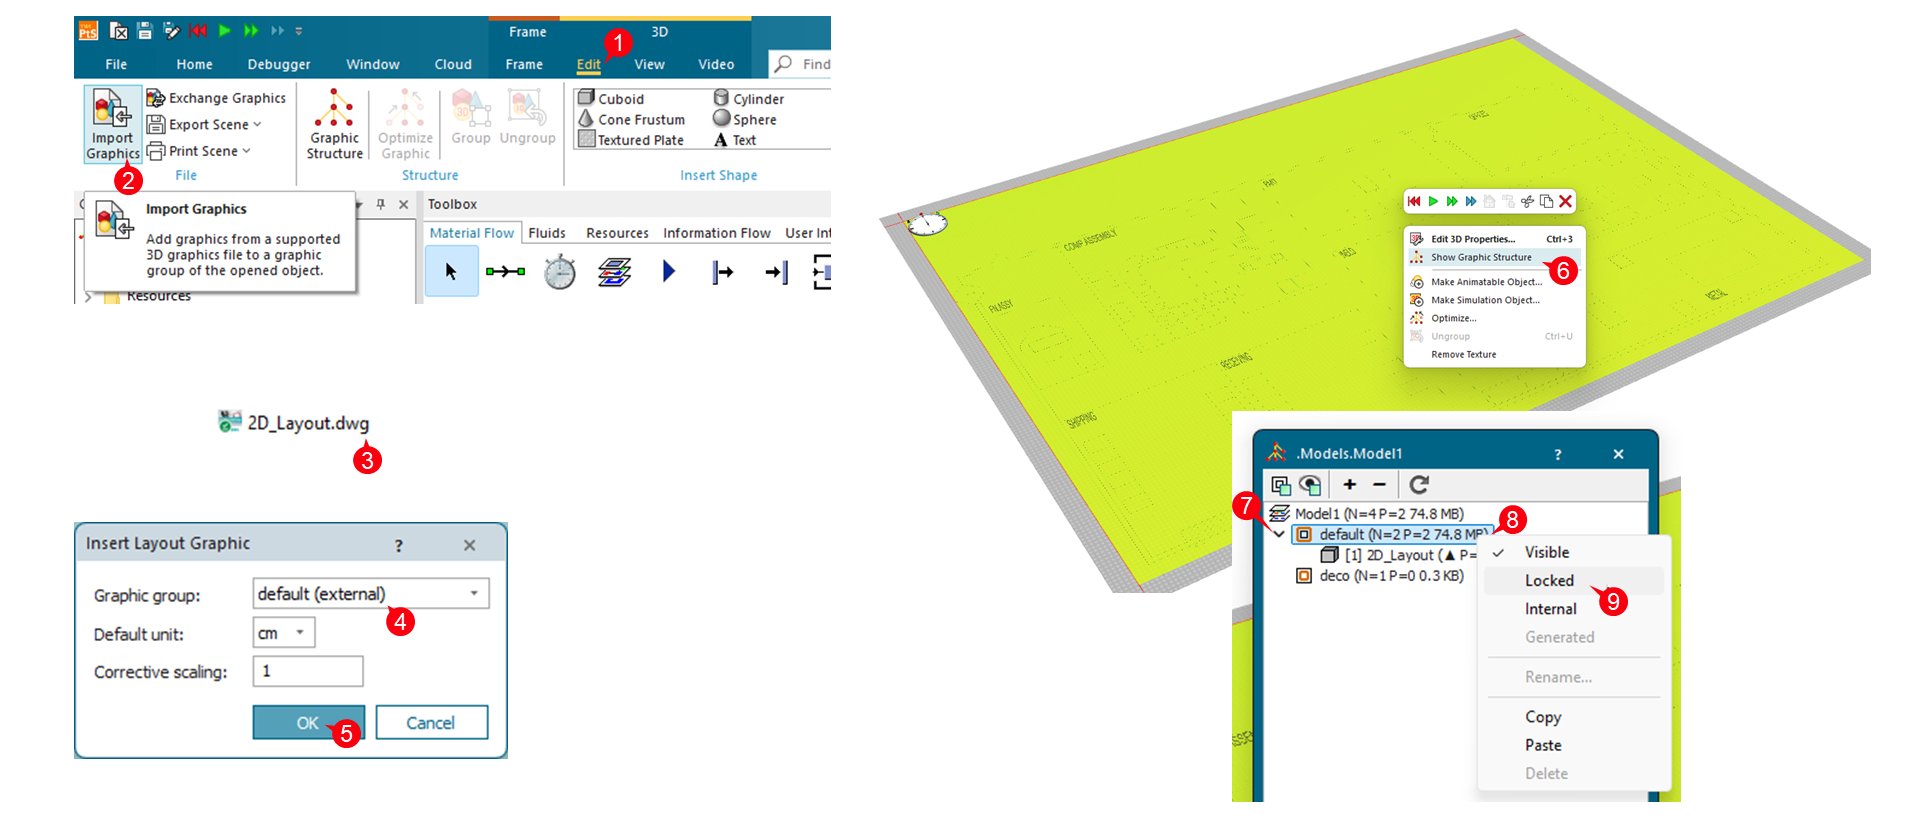 Frame 3D
1
File Home Debugger Window Cloud Frame Edit View Video Find
Import Graphics
Exchange Graphics
Export Scene
Print Scene
2
File
Graphic Structure
Optimize Graphic
Group
Ungroup
Structure
Cuboid
Cylinder
Cone Frustum
Sphere
Textured Plate
A Text
Insert Shape
Import Graphics
Add graphics from a supported
3D graphics file to a graphic
group of the opened object.
Resources
Toolbox
Material Flow Fluids Resources Information Flow User Int
2D_Layout.dwg
3
Insert Layout Graphic ? ×
Graphic group: default (external)
4
Default unit: cm
Corrective scaling: 1
OK Cancel
5
COMP ASSEMBLY
RECEIVING
SHIPPING
METAL
Edit 3D Properties... Ctrl+3
Show Graphic Structure
6
Make Animatable Object...
Make Simulation Object...
Optimize...
Ungroup Ctrl+U
Remove Texture
.Models.Model1 ? ×
7
Model1 (N=4 P=2 74.8 MB)
default (N=2 P=2 74.8 MB)
8
[1] 2D_Layout (▲ P=
deco (N=1 P=0 0.3 KB)
Visible
Locked
9
Internal
Generated
Rename...
Copy
Paste
Delete